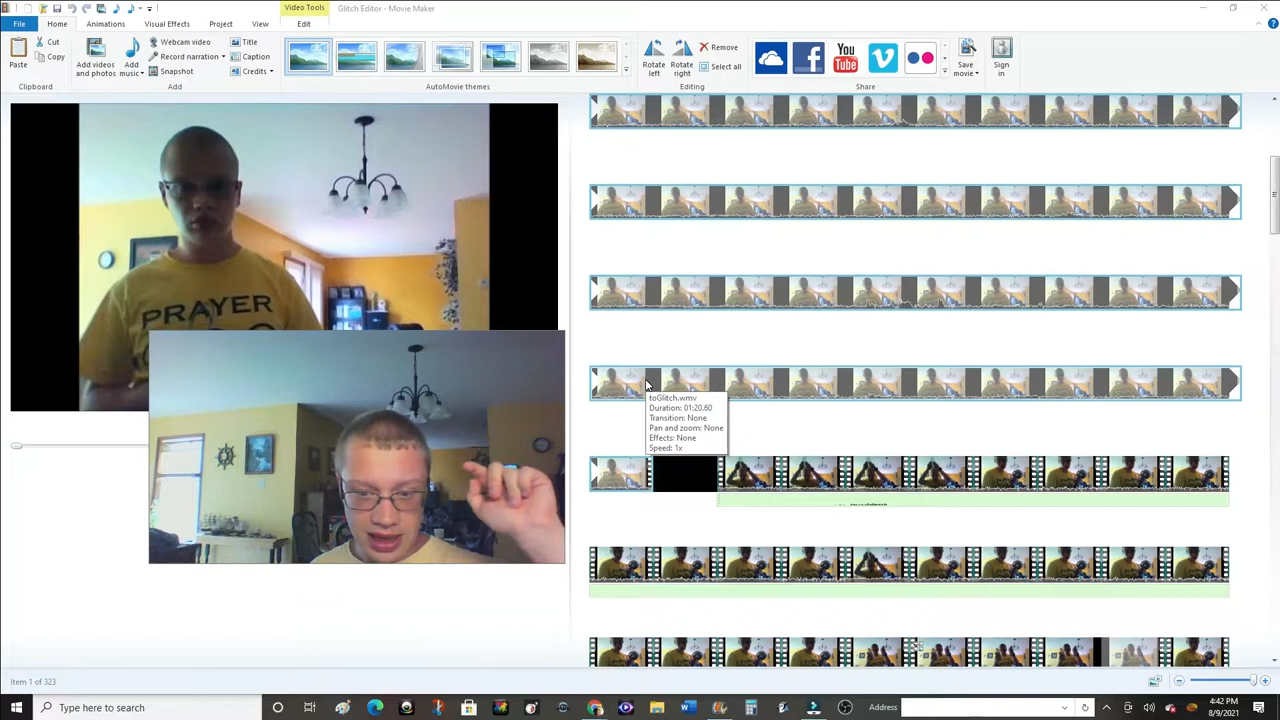 Video Tools
Glitch Editor - Movie Maker
File
Home
Animations
Visual Effects
Project
View
Edit
Paste
Cut
Copy
Clipboard
Add videos
and photos
Add
music
Webcam video
Record narration
Snapshot
Title
Caption
Credits
Add
AutoMovie themes
Rotate
left
Rotate
right
Remove
Select all
Editing
You
Tube
Share
Save
movie
Sign
in
PRAYER
toGlitch.wmv
Duration: 01:20.60
Transition: None
Pan and zoom: None
Effects: None
Speed: 1x
Item 1 of 323
Type here to search
Address
4:42 PM
8/9/2021